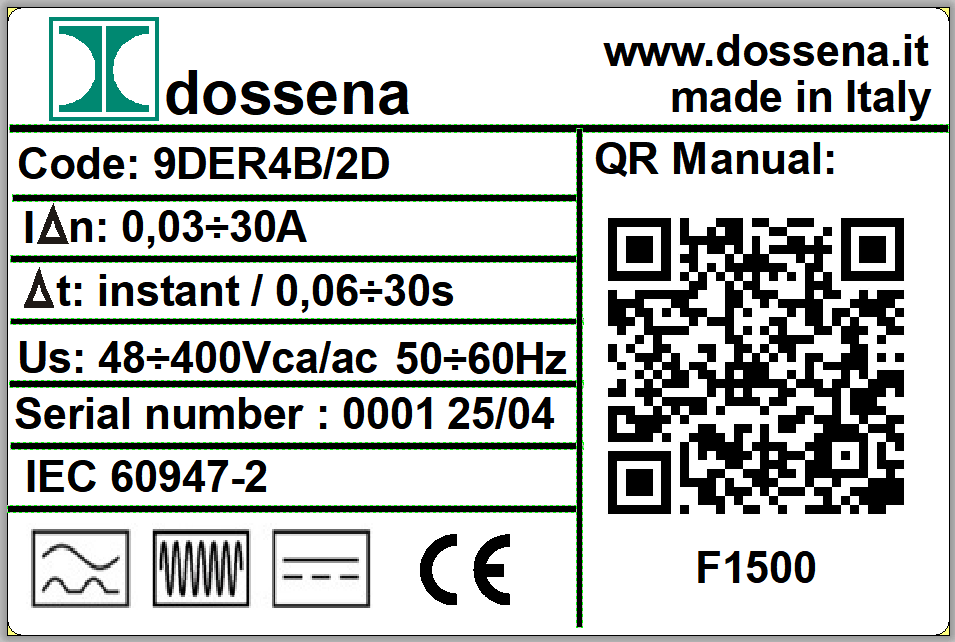 dossena
www.dossena.it
made in Italy
Code: 9DER4B/2D
IΔn: 0,03÷30A
Δt: instant / 0,06÷30s
Us: 48÷400Vca/ac 50÷60Hz
Serial number : 0001 25/04
IEC 60947-2
CE
QR Manual:
F1500